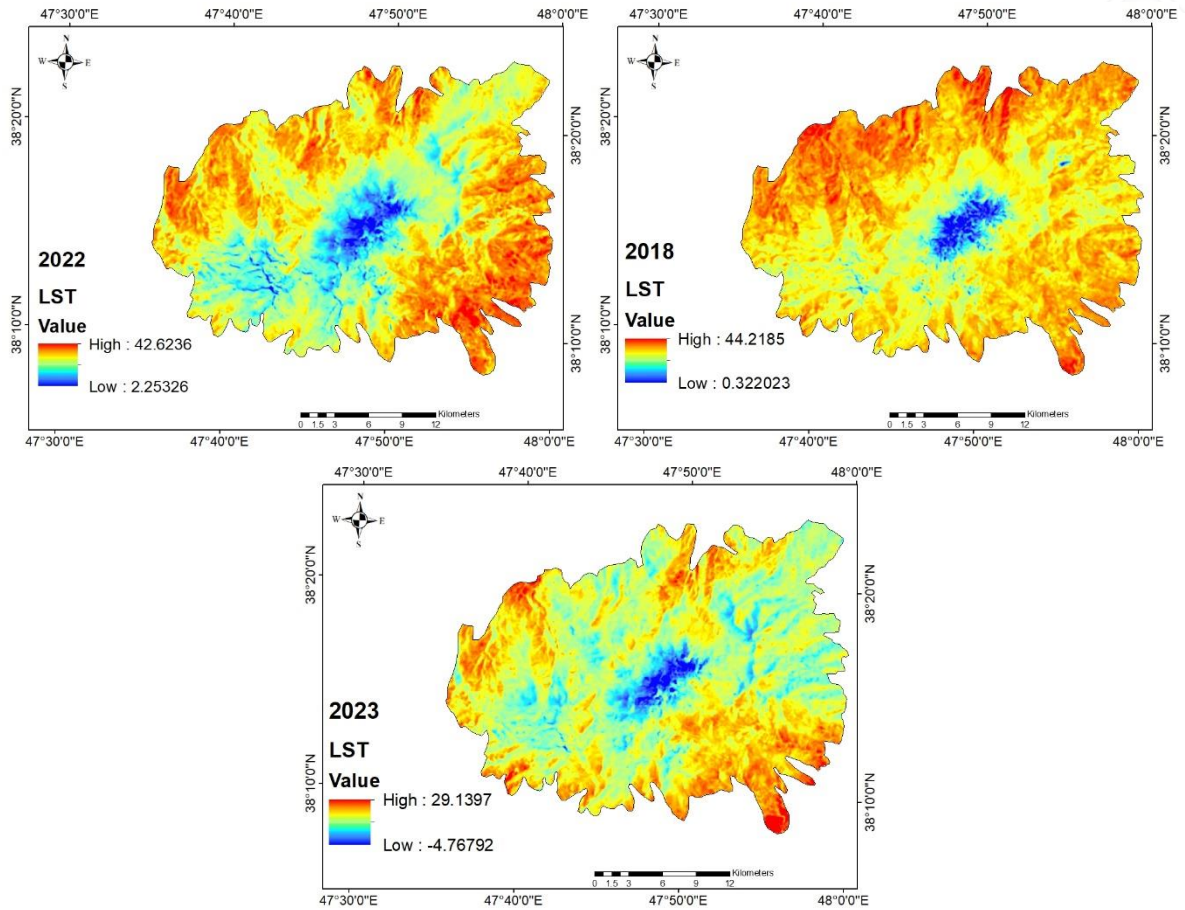 47°30'0"E 47°40'0"E 47°50'0"E 48°0'0"E
N
W E
S
38°20'0"N 38°20'0"N
38°10'0"N 38°10'0"N
2022
LST
Value
High : 42.6236
Low : 2.25326
Kilometers
0 1.5 3 6 9 12
47°30'0"E 47°40'0"E 47°50'0"E 48°0'0"E
47°30'0"E 47°40'0"E 47°50'0"E 48°0'0"E
N
W E
S
38°20'0"N 38°20'0"N
38°10'0"N 38°10'0"N
2018
LST
Value
High : 44.2185
Low : 0.322023
Kilometers
0 1.5 3 6 9 12
47°30'0"E 47°40'0"E 47°50'0"E 48°0'0"E
47°30'0"E 47°40'0"E 47°50'0"E 48°0'0"E
N
W E
S
38°20'0"N 38°20'0"N
38°10'0"N 38°10'0"N
2023
LST
Value
High : 29.1397
Low : -4.76792
Kilometers
0 1.5 3 6 9 12
47°30'0"E 47°40'0"E 47°50'0"E 48°0'0"E